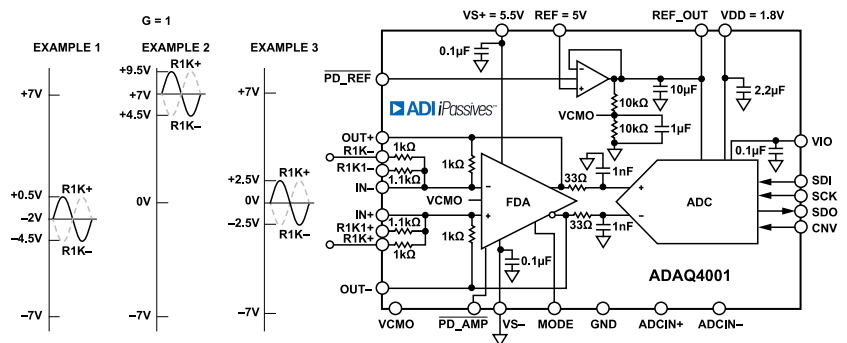 G = 1
EXAMPLE 1
+7V
+0.5V
R1K+
–2V
–4.5V
R1K–
–7V
EXAMPLE 2
R1K+
+9.5V
+7V
+4.5V
R1K–
0V
–7V
EXAMPLE 3
+7V
R1K+
+2.5V
0V
–2.5V
R1K–
–7V
VS+ = 5.5V
REF = 5V
REF_OUT
VDD = 1.8V
0.1µF
PD_REF
10µF
2.2µF
10kΩ
VCMO
10kΩ
1µF
ADI iPassives™
VIO
0.1µF
OUT+
1kΩ
R1K–
R1K1–
1.1kΩ
IN–
1kΩ
33Ω
1nF
SDI
SCK
SDO
CNV
VCMO
FDA
ADC
IN+
1.1kΩ
R1K1+
R1K+
1kΩ
1kΩ
33Ω
1nF
0.1µF
OUT–
ADAQ4001
VCMO
PD_AMP
VS–
MODE
GND
ADCIN+
ADCIN–